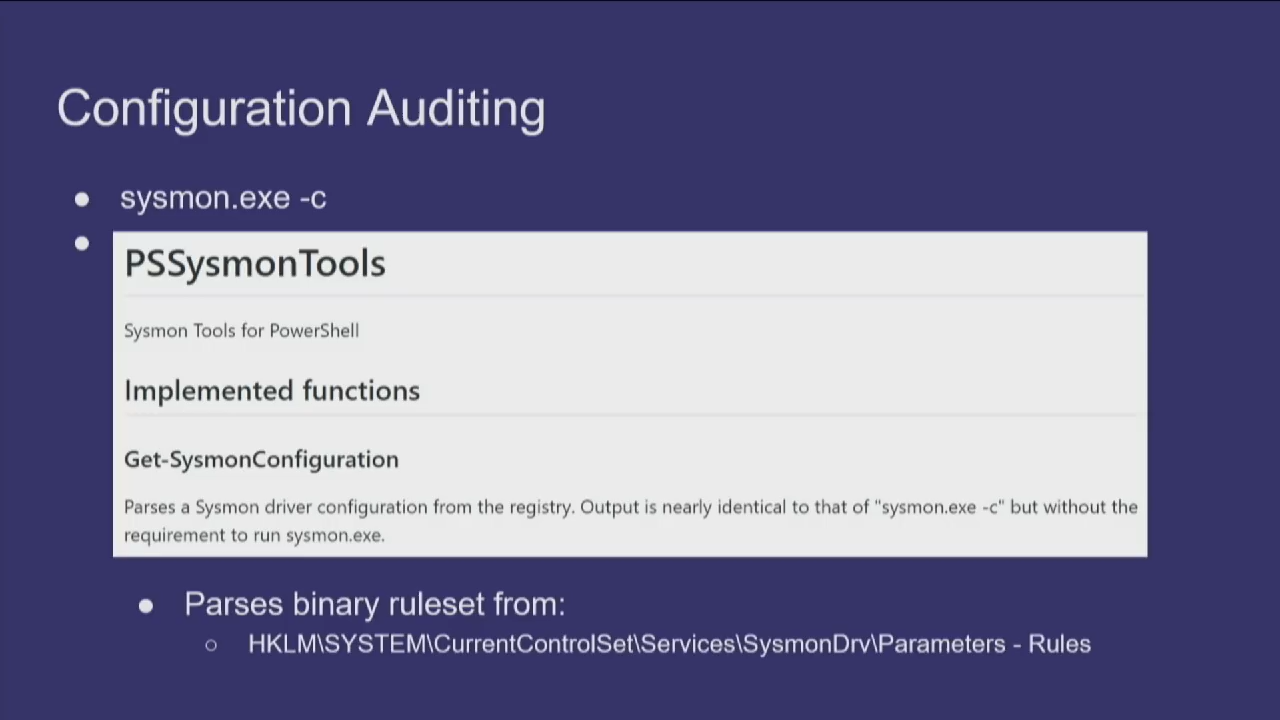 Configuration Auditing
sysmon.exe -c
PSSysmonTools
Sysmon Tools for PowerShell
Implemented functions
Get-SysmonConfiguration
Parses a Sysmon driver configuration from the registry. Output is nearly identical to that of "sysmon.exe -c" but without the
requirement to run sysmon.exe.
Parses binary ruleset from:
HKLM\SYSTEM\CurrentControlSet\Services\SysmonDrv\Parameters - Rules